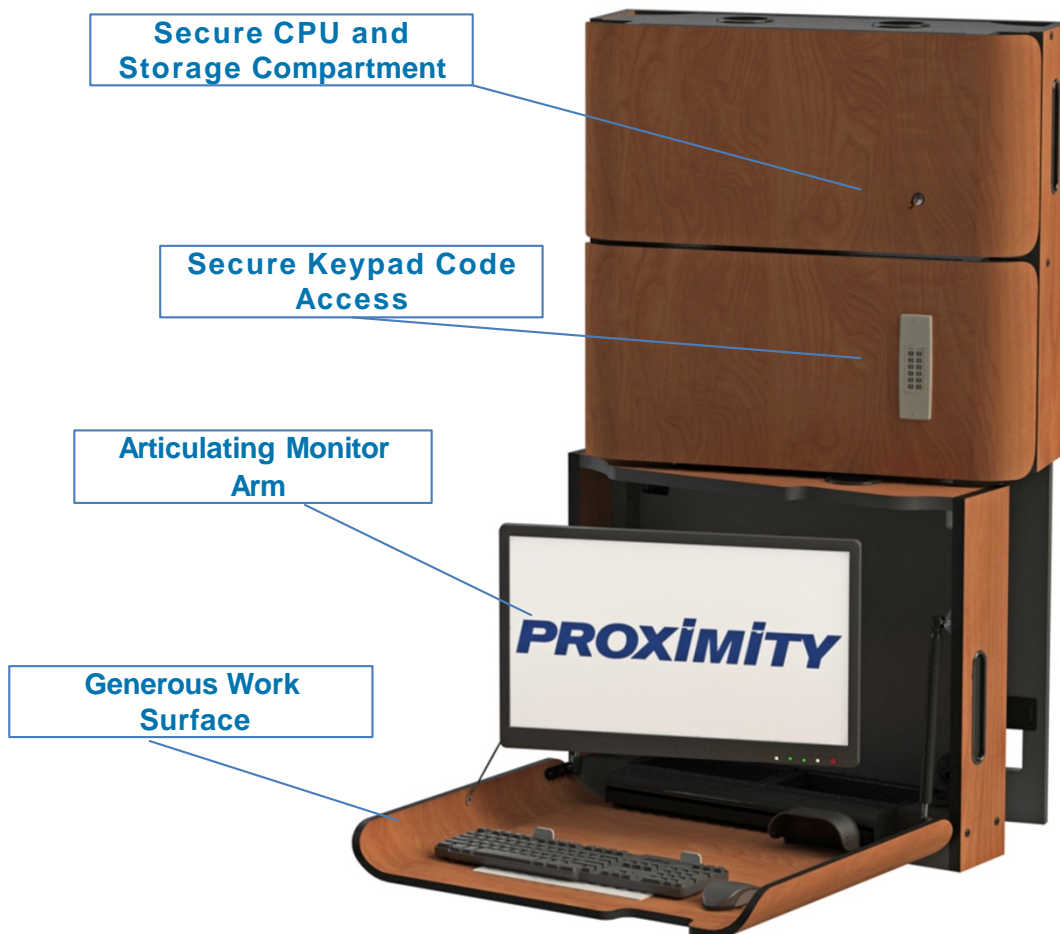 Secure CPU and
Storage Compartment
Secure Keypad Code
Access
Articulating Monitor
Arm
PROXiMiTY
Generous Work
Surface